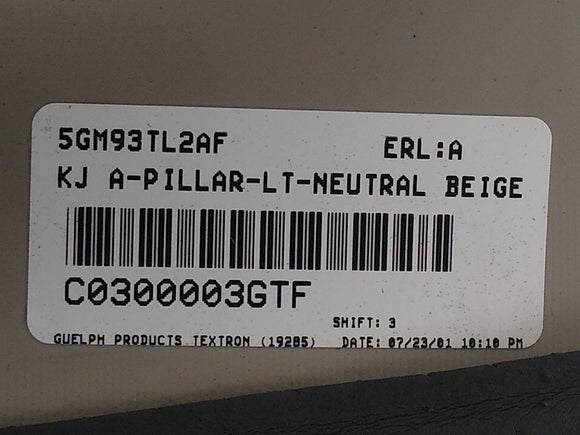 5GM93TL2AF ERL:A
KJ A-PILLAR-LT-NEUTRAL BEIGE
C0300003GTF
SHIFT: 3
GUELPH PRODUCTS TEXTRON (19285) DATE: 07/23/01 10:10 PM